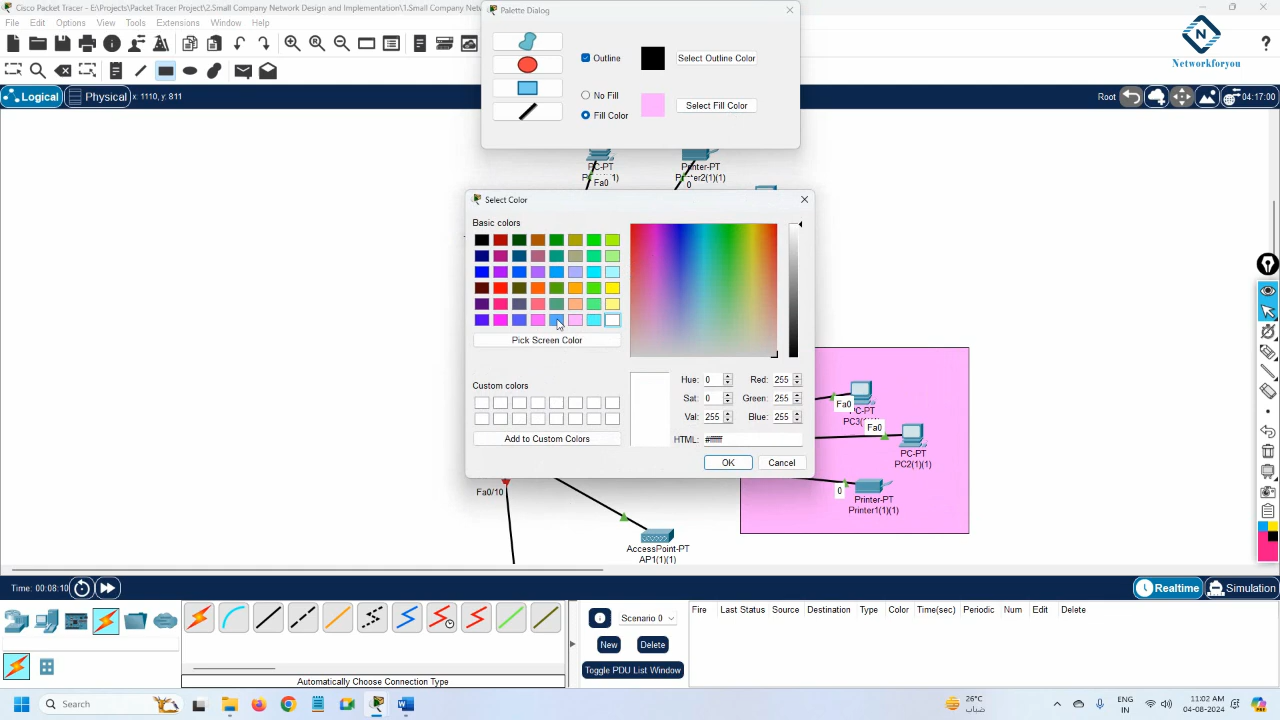 Cisco Packet Tracer - E:\Projects\Packet Tracer Project\2.Small Company Network Design and Implementation\1.Small Company Netw
Palette Dialog
File Edit Options View Tools Extensions Window Help
Outline
Select Outline Color
Networkforyou
?
Logical
Physical
x: 1110, y: 811
No Fill
Select Fill Color
Fill Color
Root
04:17:00
PC-PT
Printer-PT
Printer2(1)(1)
Fa0
0
Select Color
Basic colors
Pick Screen Color
Custom colors
Add to Custom Colors
Hue: 0
Red: 255
Sat: 0
Green: 255
Val: 255
Blue: 255
HTML: #ffffff
OK
Cancel
Fa0
PC-PT
Fa0
PC-PT
PC2(1)(1)
0
Printer-PT
Printer1(1)(1)
Fa0/10
AccessPoint-PT
AP1(1)(1)
Time: 00:08:10
Realtime
Simulation
Scenario 0
New
Delete
Toggle PDU List Window
Fire Last Status Source Destination Type Color Time(sec) Periodic Num Edit Delete
Automatically Choose Connection Type
Search
26°C
ضباب
ENG
IN
11:02 AM
04-08-2024